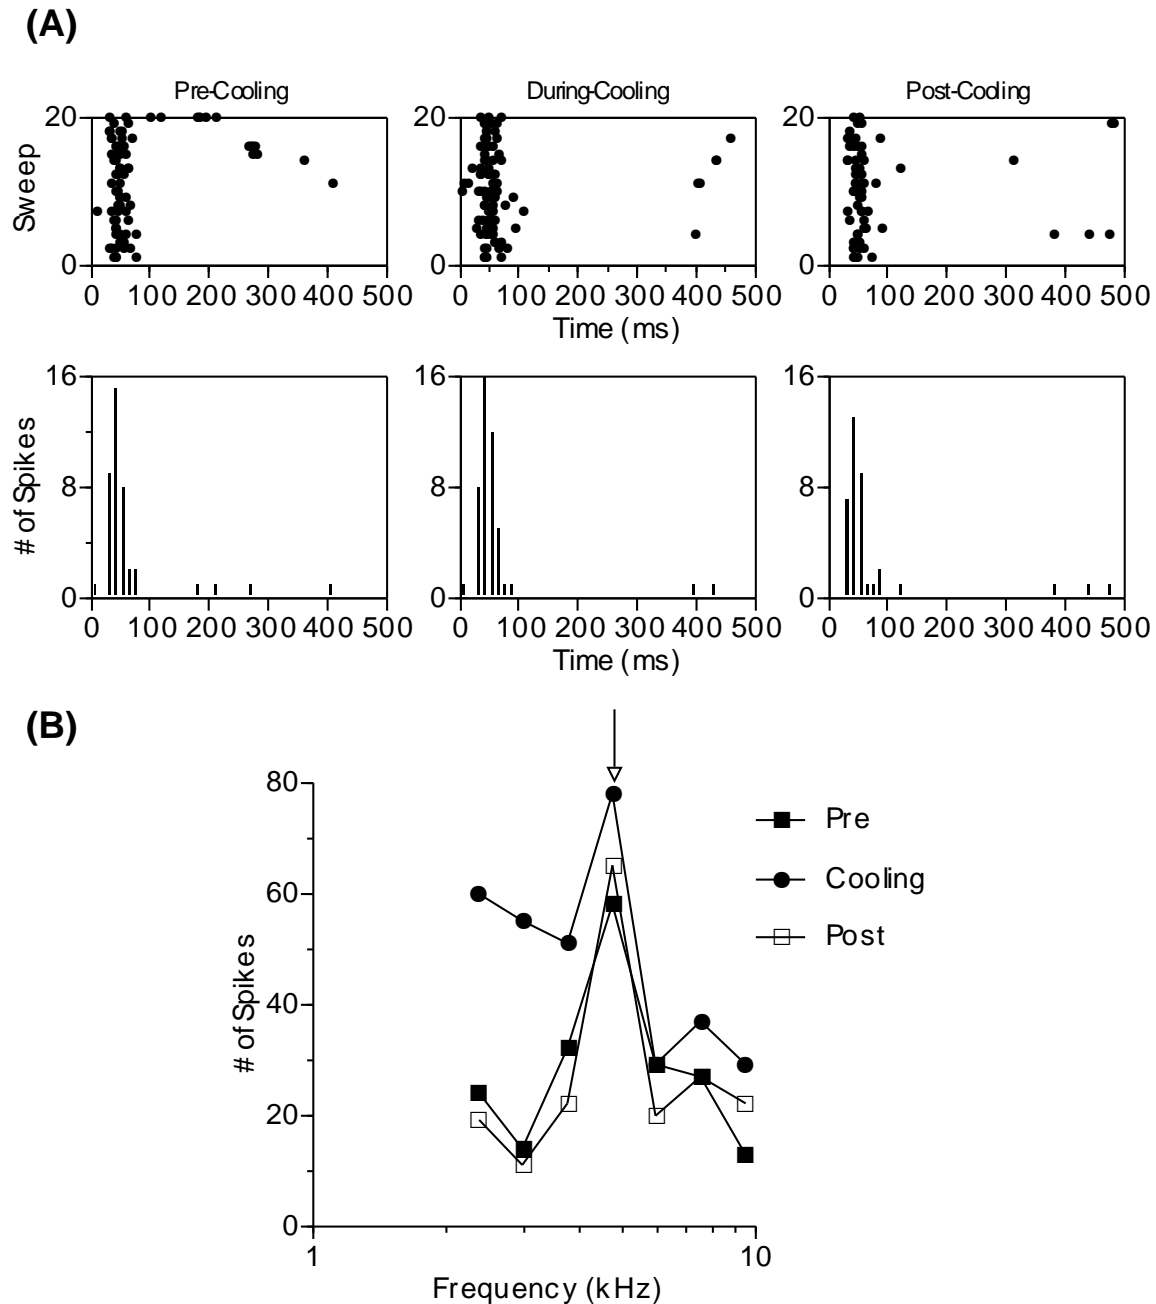 (A)
Pre-Cooling During-Cooling Post-Cooling
20 20 20
Sweep
10 10 10
0 0 0
0 100 200 300 400 500 0 100 200 300 400 500 0 100 200 300 400 500
Time (ms)
16 16 16
# of Spikes
8 8 8
0 0 0
0 100 200 300 400 500 0 100 200 300 400 500 0 100 200 300 400 500
Time (ms)
(B)
80
Pre
Cooling
Post
60
# of Spikes
40
20
0
1 10
Frequency (kHz)